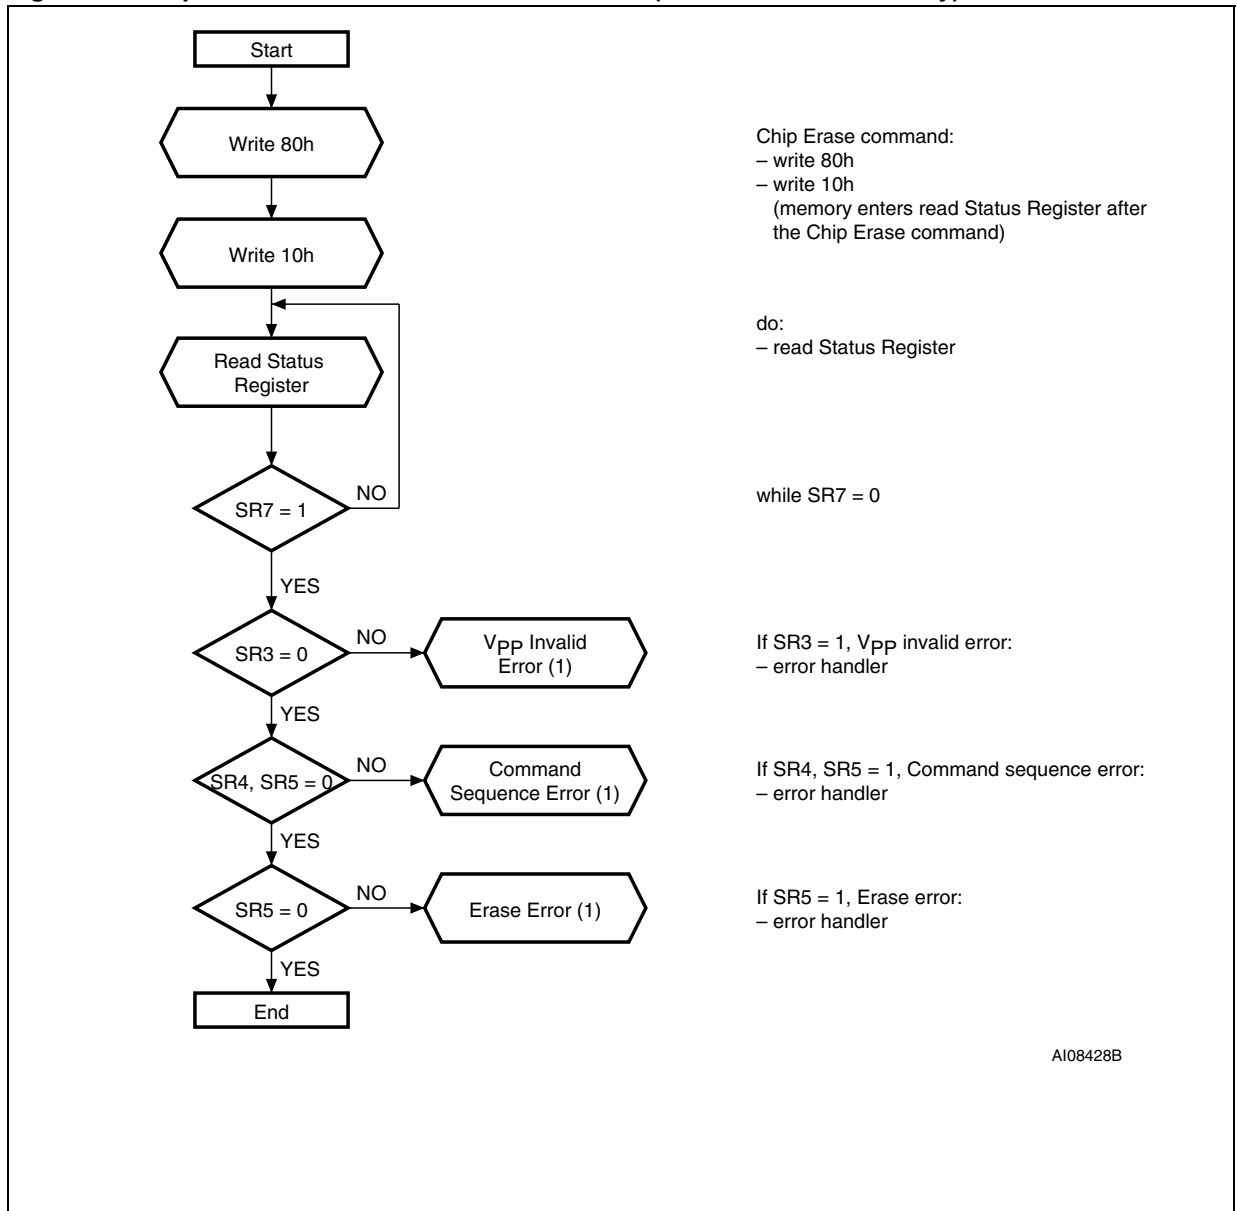 Start
Write 80h
Chip Erase command:
– write 80h
– write 10h
(memory enters read Status Register after
the Chip Erase command)
Write 10h
do:
– read Status Register
Read Status
Register
SR7 = 1
NO
while SR7 = 0
YES
SR3 = 0
NO
VPP Invalid
Error (1)
If SR3 = 1, VPP invalid error:
– error handler
YES
SR4, SR5 = 0
NO
Command
Sequence Error (1)
If SR4, SR5 = 1, Command sequence error:
– error handler
YES
SR5 = 0
NO
Erase Error (1)
If SR5 = 1, Erase error:
– error handler
YES
End
AI08428B